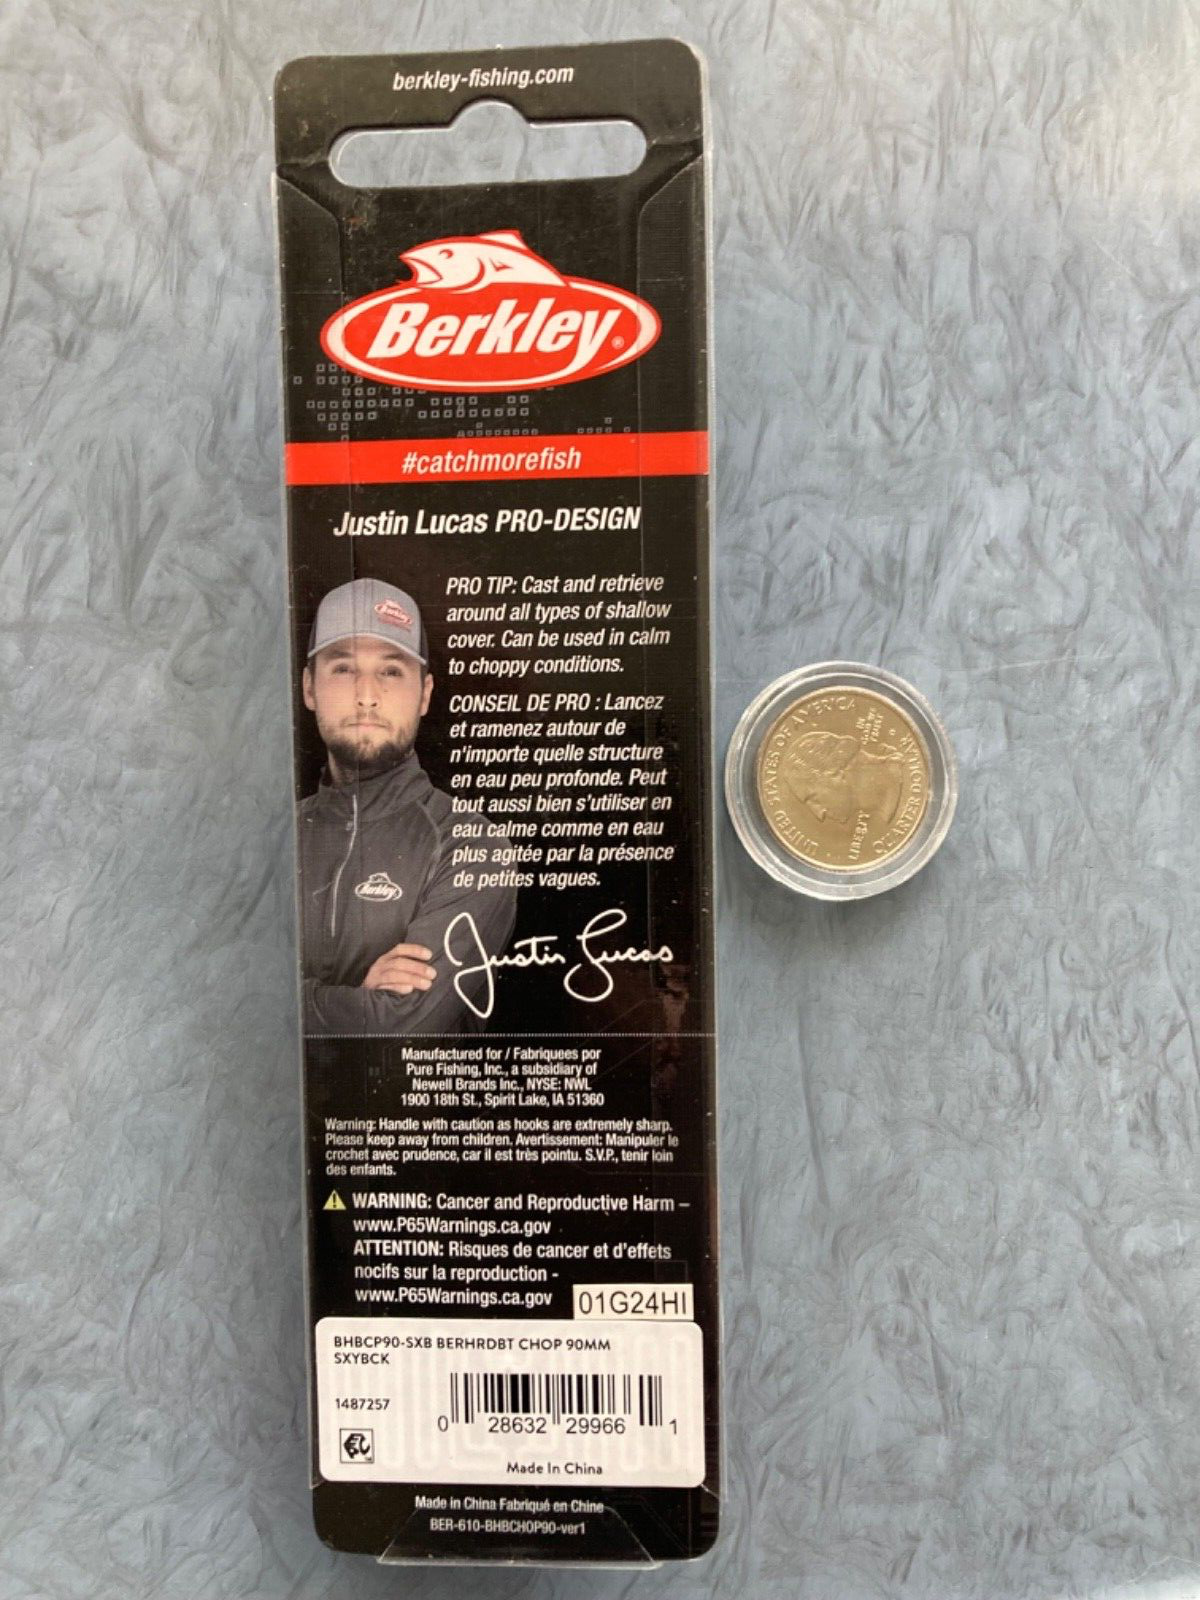 berkley-fishing.com
Berkley®
#catchmorefish
Justin Lucas PRO-DESIGN
PRO TIP: Cast and retrieve
around all types of shallow
cover. Can be used in calm
to choppy conditions.
CONSEIL DE PRO : Lancez
et ramenez autour de
n'importe quelle structure
en eau peu profonde. Peut
tout aussi bien s'utiliser en
eau calme comme en eau
plus agitée par la présence
de petites vagues.
Berkley
Berkley
Justin Lucas
UNITED STATES OF AMERICA
IN
GOD WE
TRUST
LIBERTY
QUARTER DOLLAR
Manufactured for / Fabriquees por
Pure Fishing, Inc., a subsidiary of
Newell Brands Inc., NYSE: NWL
1900 18th St., Spirit Lake, IA 51360
Warning: Handle with caution as hooks are extremely sharp.
Please keep away from children. Avertissement: Manipuler le
crochet avec prudence, car il est très pointu. S.V.P., tenir loin
des enfants.
WARNING: Cancer and Reproductive Harm –
www.P65Warnings.ca.gov
ATTENTION: Risques de cancer et d'effets
nocifs sur la reproduction -
www.P65Warnings.ca.gov
01G24HI
BHBCP90-SXB BERHRDBT CHOP 90MM
SXYBCK
1487257
0 28632 29966 1
Made In China
Made in China Fabriqué en Chine
BER-610-BHBCHOP90-ver1